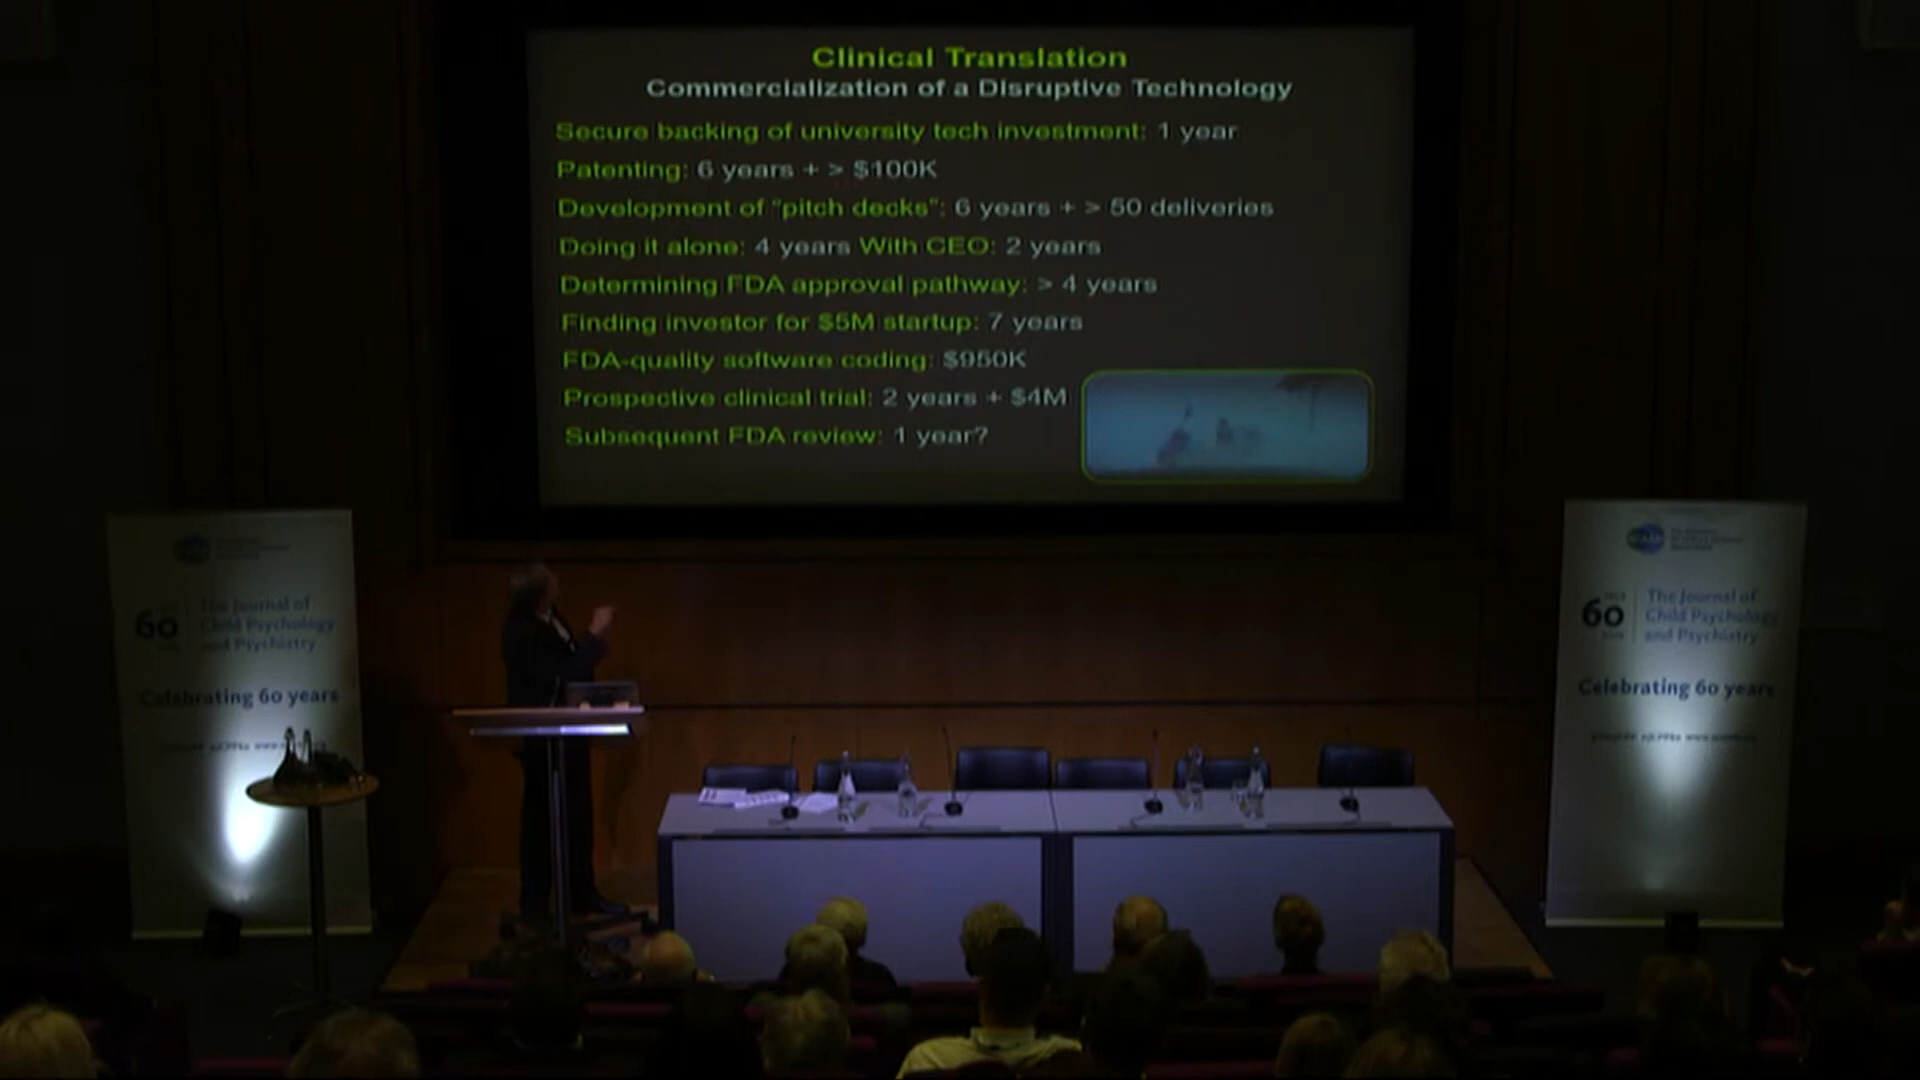 Clinical Translation
Commercialization of a Disruptive Technology
Secure backing of university tech investment: 1 year
Patenting: 6 years + > $100K
Development of "pitch decks": 6 years + > 50 deliveries
Doing it alone: 4 years With CEO: 2 years
Determining FDA approval pathway: > 4 years
Finding investor for $5M startup: 7 years
FDA-quality software coding: $950K
Prospective clinical trial: 2 years + $4M
Subsequent FDA review: 1 year?
60
The Journal of
Child Psychology
and Psychiatry
Celebrating 60 years
60
The Journal of
Child Psychology
and Psychiatry
Celebrating 60 years